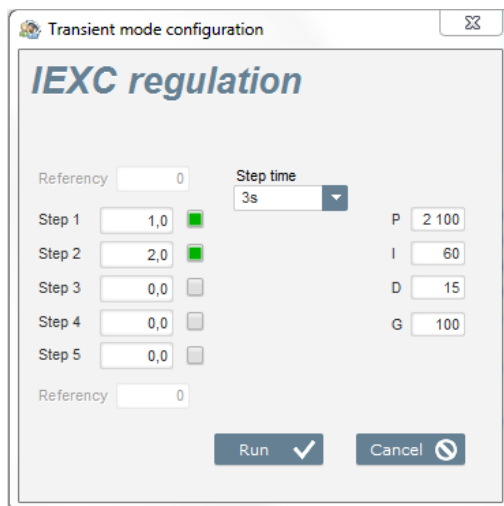 Transient mode configuration
IEXC regulation
Referency 0
Step time
3s
Step 1 1,0
P 2 100
Step 2 2,0
I 60
Step 3 0,0
D 15
Step 4 0,0
G 100
Step 5 0,0
Referency 0
Run
Cancel